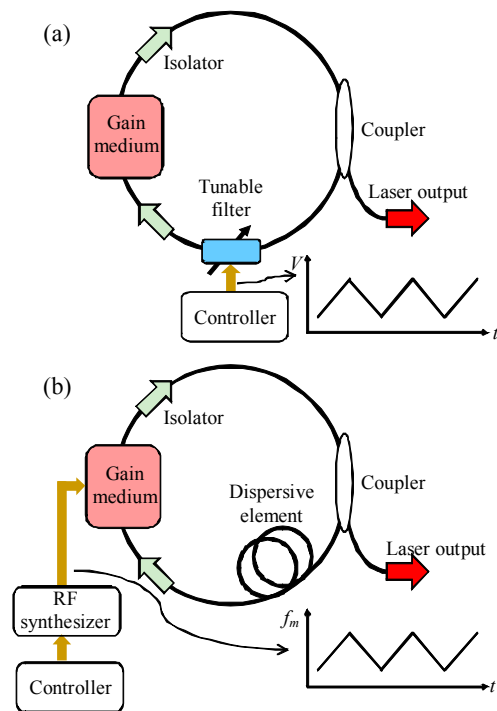 (a)
Isolator
Gain
medium
Coupler
Tunable
filter
Laser output
V
Controller
t
(b)
Isolator
Gain
medium
Coupler
Dispersive
element
Laser output
RF
synthesizer
fm
Controller
t